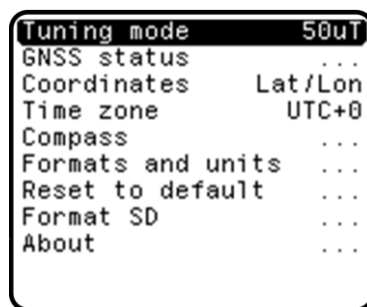 Tuning mode 50uT
GNSS status ...
Coordinates Lat/Lon
Time zone UTC+0
Compass ...
Formats and units ...
Reset to default ...
Format SD ...
About ...